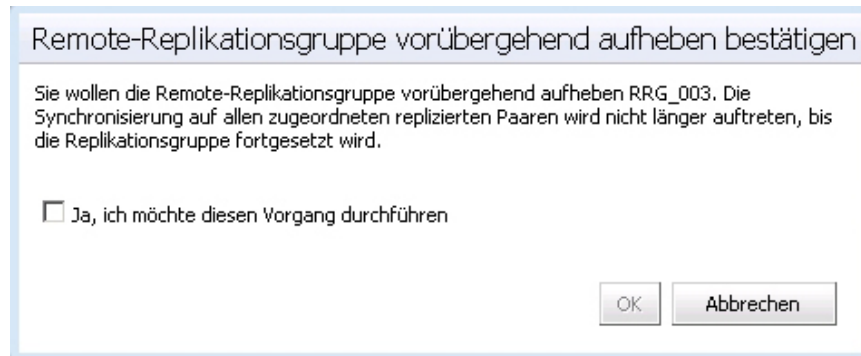 Remote-Replikationsgruppe vorübergehend aufheben bestätigen
Sie wollen die Remote-Replikationsgruppe vorübergehend aufheben RRG_003. Die
Synchronisierung auf allen zugeordneten replizierten Paaren wird nicht länger auftreten, bis
die Replikationsgruppe fortgesetzt wird.
Ja, ich möchte diesen Vorgang durchführen
OK Abbrechen